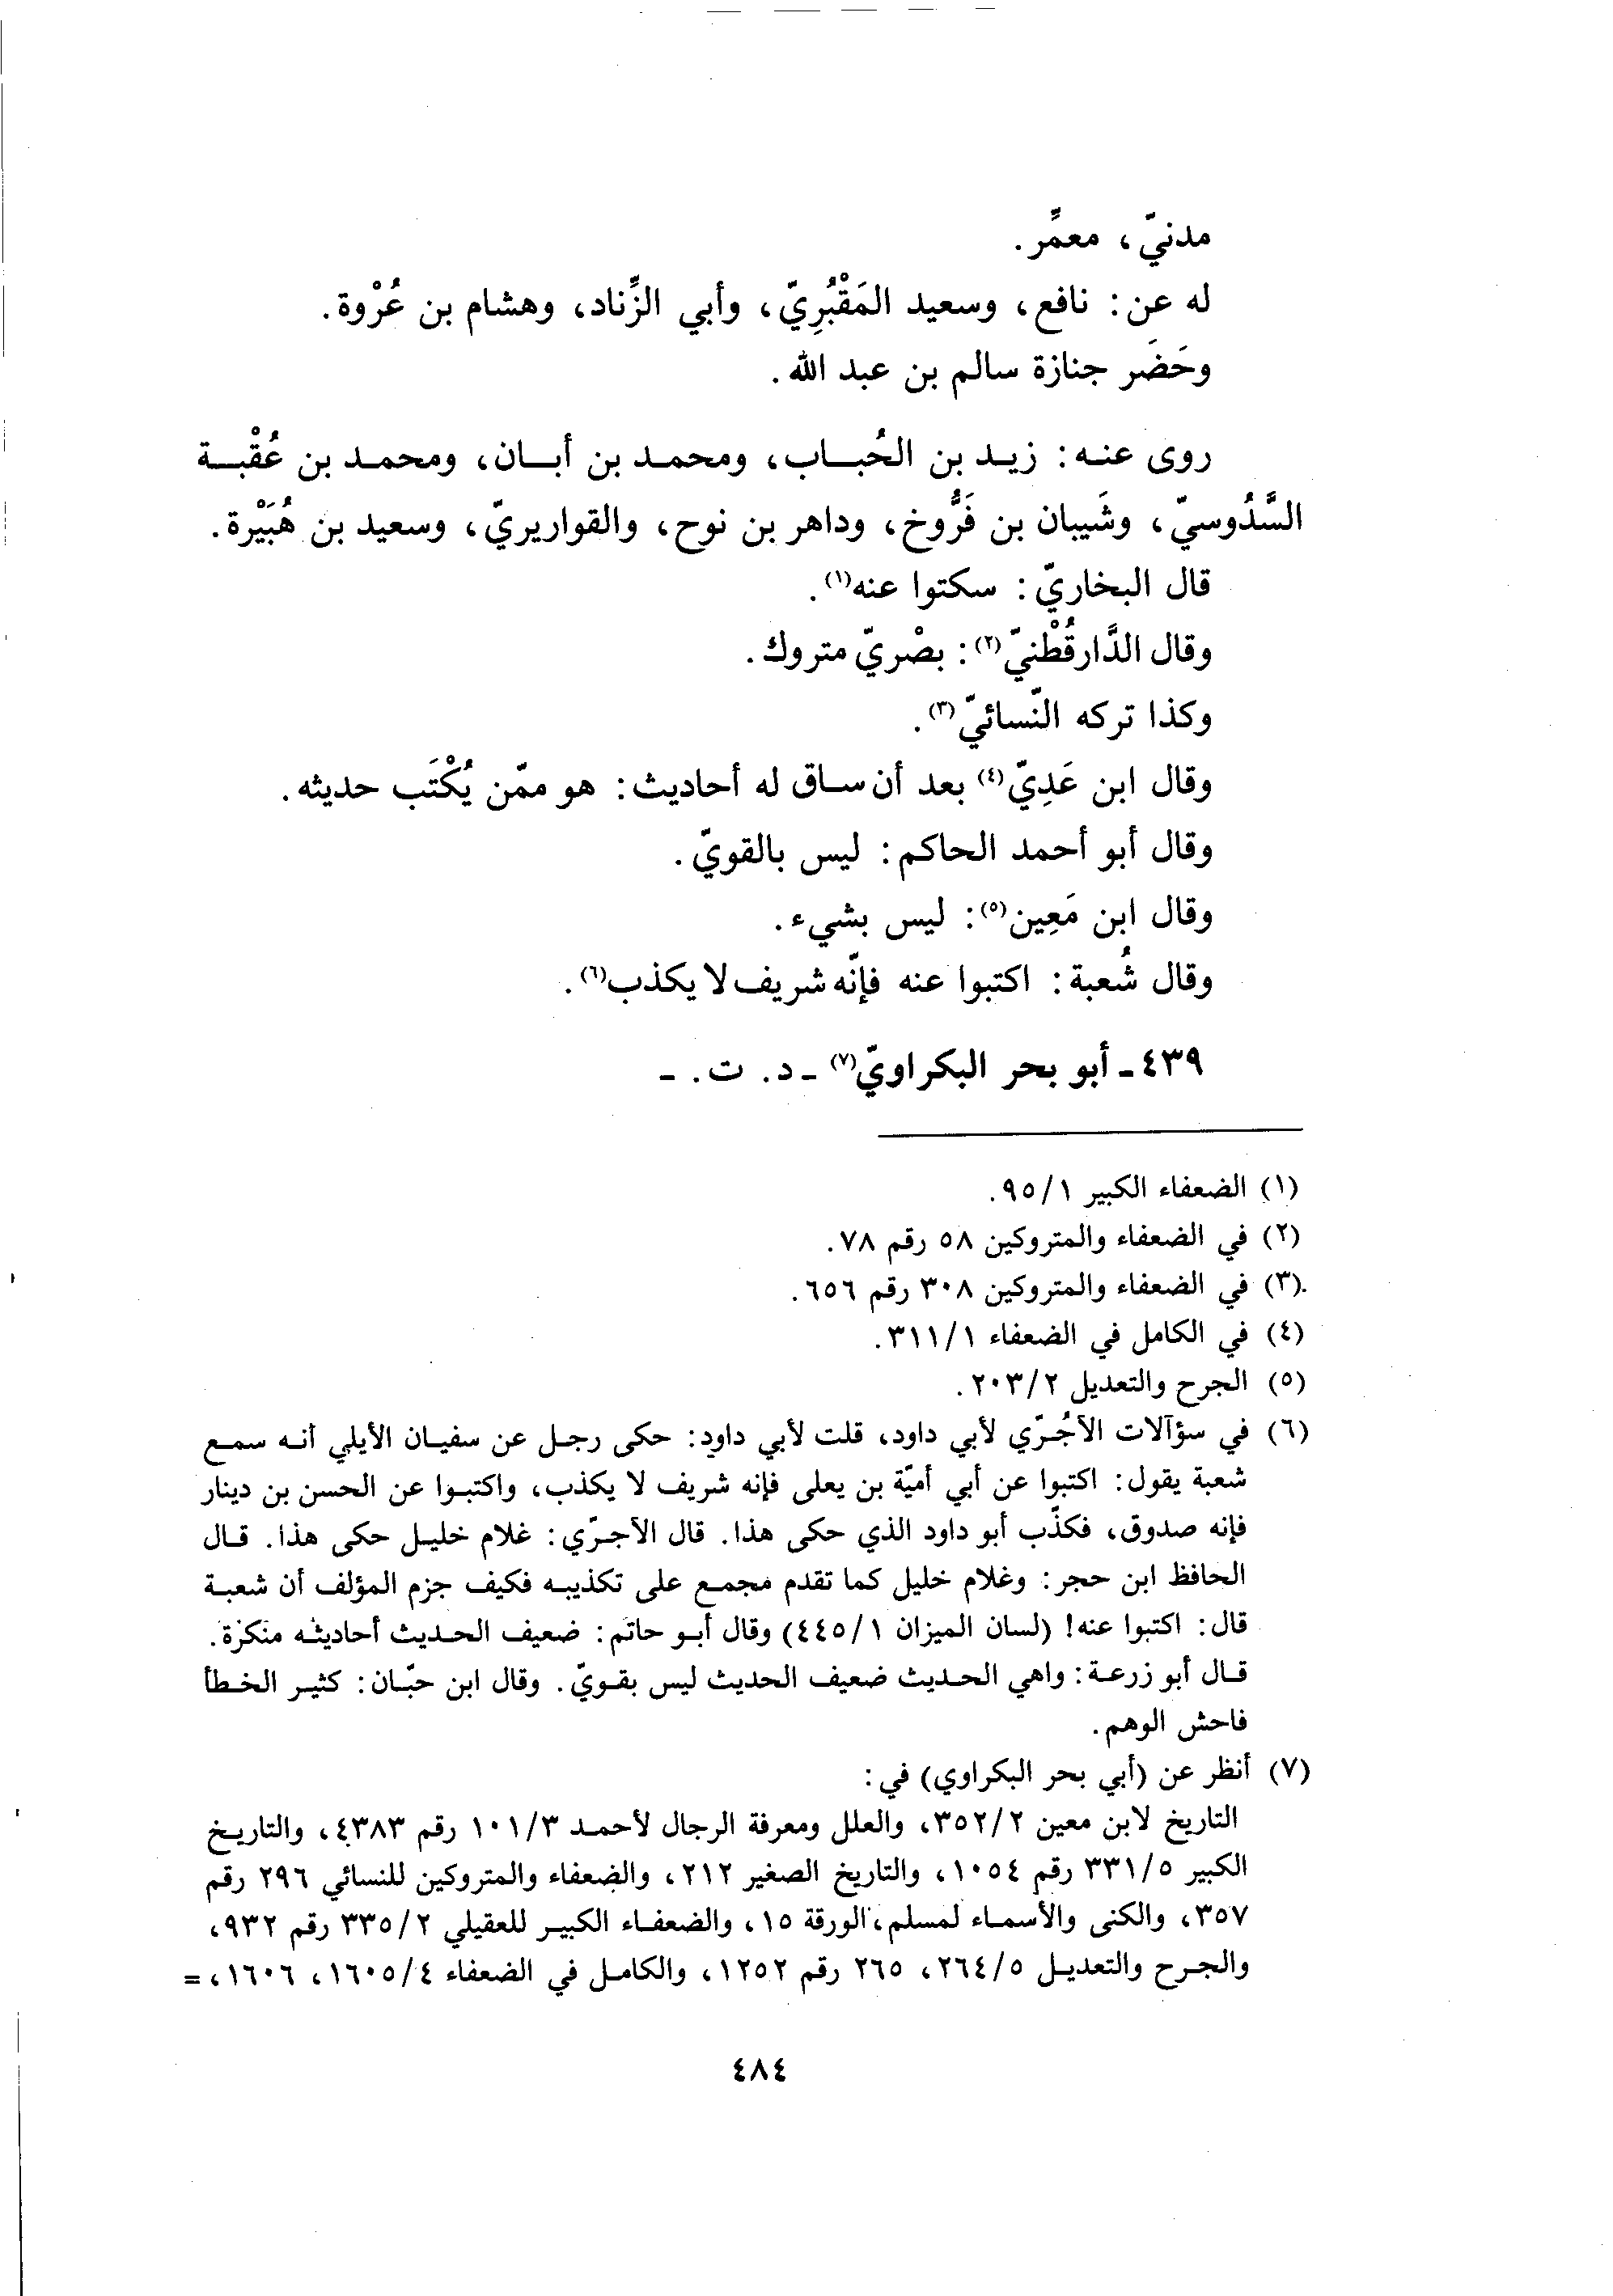 مدنيّ، معمِّر.
له عن: نافع، وسعيد المَقْبُرِيّ، وأبي الزِّناد، وهشام بن عُرْوة.
وحَضَر جنازة سالم بن عبد الله.
روى عنه: زيد بن الحُباب، ومحمد بن أبان، ومحمد بن عُقْبة
السَّدُوسيّ، وشَيبان بن فَرُّوخ، وداهر بن نوح، والقواريريّ، وسعيد بن هُبَيْرة.
قال البخاريّ: سكتوا عنه(١).
وقال الدَّارقُطْنيّ(٢): بصْريّ متروك.
وكذا تركه النّسائيّ(٣).
وقال ابن عَدِيّ(٤) بعد أن ساق له أحاديث: هو ممّن يُكْتَب حديثه.
وقال أبو أحمد الحاكم: ليس بالقويّ.
وقال ابن مَعِين(٥): ليس بشيء.
وقال شُعبة: اكتبوا عنه فإنّه شريف لا يكذب(٦).
٤٣٩ - أبو بحر البكراويّ(٧) - د. ت. -
(١) الضعفاء الكبير ١/٩٥.
(٢) في الضعفاء والمتروكين ٥٨ رقم ٧٨.
(٣) في الضعفاء والمتروكين ٣٠٨ رقم ٦٥٦.
(٤) في الكامل في الضعفاء ١/٣١١.
(٥) الجرح والتعديل ٢/٢٠٣.
(٦) في سؤآلات الآجُرّي لأبي داود، قلت لأبي داود: حكى رجل عن سفيان الأيلي أنه سمع
شعبة يقول: اكتبوا عن أبي أميّة بن يعلى فإنه شريف لا يكذب، واكتبوا عن الحسن بن دينار
فإنه صدوق، فكذّب أبو داود الذي حكى هذا. قال الآجرّي: غلام خليل حكى هذا. قال
الحافظ ابن حجر: وغلام خليل كما تقدم مجمع على تكذيبه فكيف جزم المؤلف أن شعبة
قال: اكتبوا عنه! (لسان الميزان ١/٤٤٥) وقال أبو حاتم: ضعيف الحديث أحاديثه منكرة.
قال أبو زرعة: واهي الحديث ضعيف الحديث ليس بقويّ. وقال ابن حبّان: كثير الخطأ
فاحش الوهم.
(٧) أنظر عن (أبي بحر البكراوي) في:
التاريخ لابن معين ٢/٣٥٢، والعلل ومعرفة الرجال لأحمد ٣/١٠١ رقم ٤٣٨٣، والتاريخ
الكبير ٥/٣٣١ رقم ١٠٥٤، والتاريخ الصغير ٢١٢، والضعفاء والمتروكين للنسائي ٢٩٦ رقم
٣٥٧، والكنى والأسماء لمسلم، الورقة ١٥، والضعفاء الكبير للعقيلي ٢/٣٣٥ رقم ٩٣٢،
والجرح والتعديل ٥/٢٦٤، ٢٦٥ رقم ١٢٥٢، والكامل في الضعفاء ٤/١٦٠٥، ١٦٠٦، =
٤٨٤